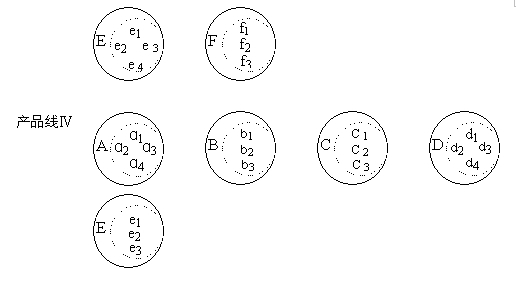 E e1 e2 e3 e4
F f1 f2 f3
产品线Ⅳ
A a1 a2 a3 a4
B b1 b2 b3
C C1 C2 C3
D d1 d2 d3 d4
E e1 e2 e3